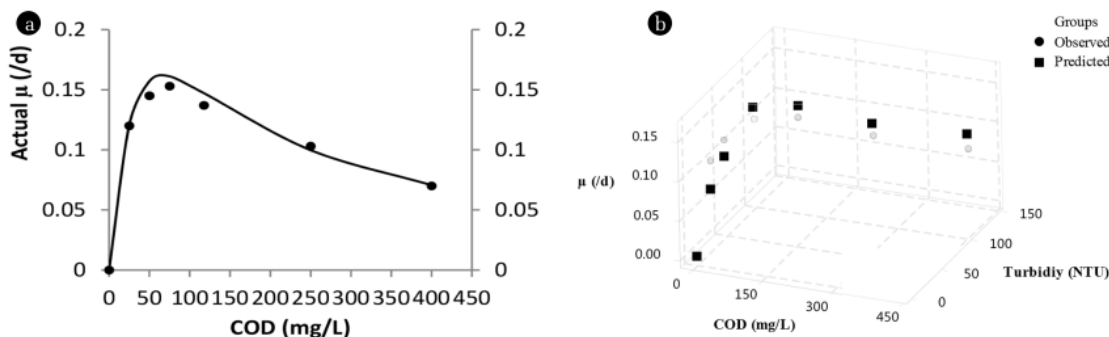 a
0.2
0.15
0.1
0.05
0
0.2
0.15
0.1
0.05
0
Actual µ (/d)
0 50 100 150 200 250 300 350 400 450
COD (mg/L)
b
Groups
Observed
Predicted
0.15
0.10
0.05
0.00
µ (/d)
0
150
300
450
COD (mg/L)
150
100
50
0
Turbidiy (NTU)